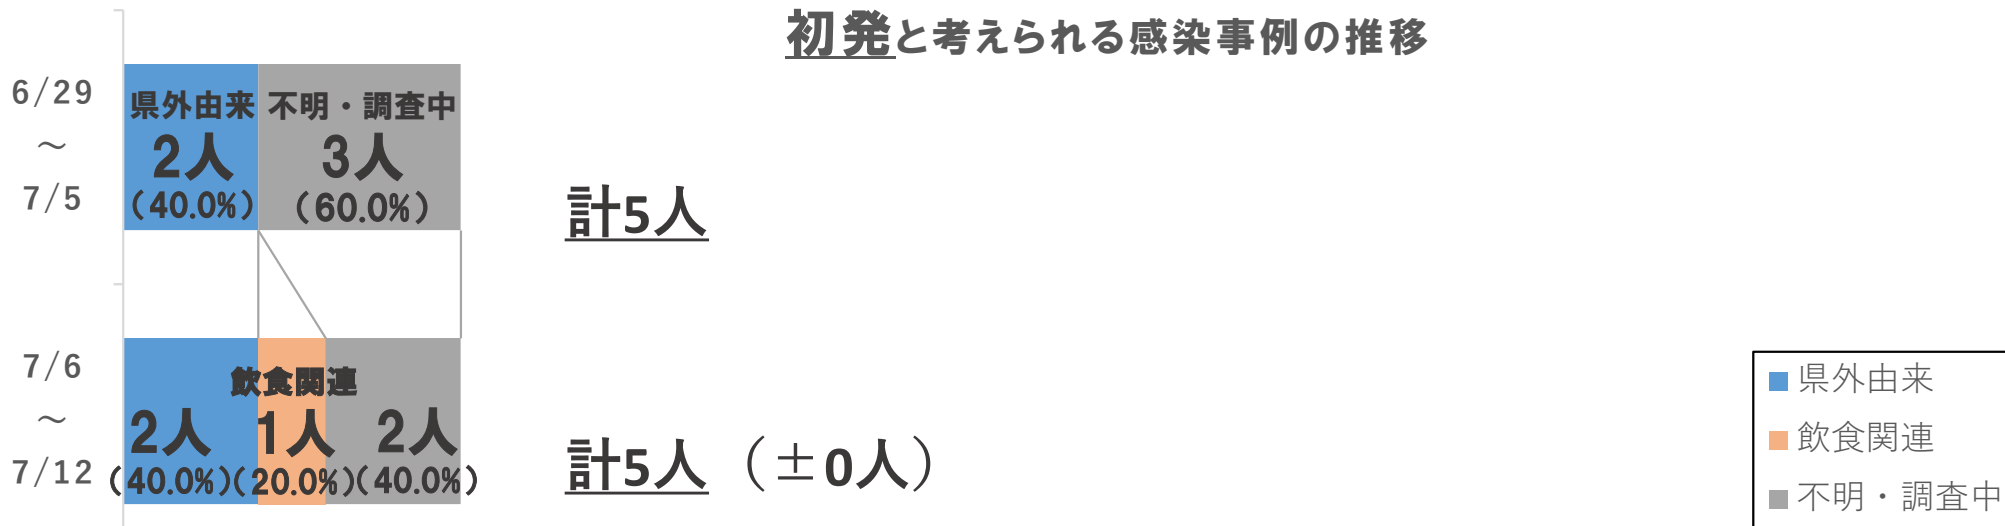 初発と考えられる感染事例の推移
6/29
～
7/5
県外由来
2人
(40.0%)
不明・調査中
3人
(60.0%)
計5人
7/6
～
7/12
2人
(40.0%)
飲食関連
1人
(20.0%)
2人
(40.0%)
計5人（±0人）
県外由来
飲食関連
不明・調査中